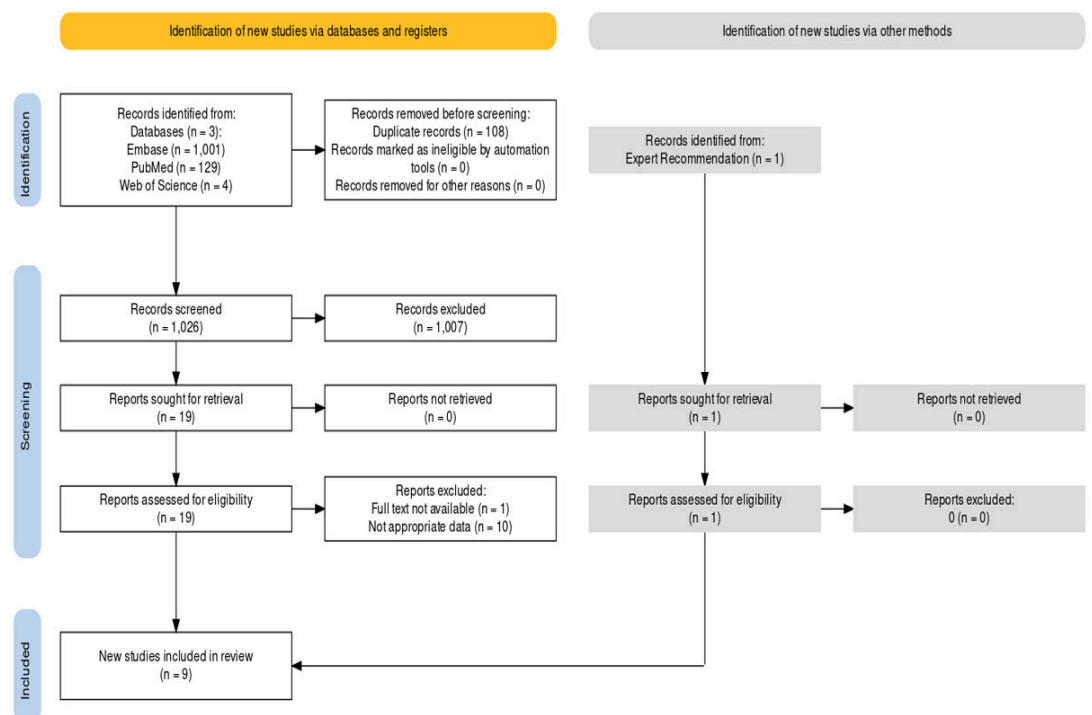 Identification of new studies via databases and registers
Identification of new studies via other methods
Identification
Records identified from:
Databases (n = 3):
Embase (n = 1,001)
PubMed (n = 129)
Web of Science (n = 4)
Records removed before screening:
Duplicate records (n = 108)
Records marked as ineligible by automation
tools (n = 0)
Records removed for other reasons (n = 0)
Records identified from:
Expert Recommendation (n = 1)
Screening
Records screened
(n = 1,026)
Records excluded
(n = 1,007)
Reports sought for retrieval
(n = 19)
Reports not retrieved
(n = 0)
Reports sought for retrieval
(n = 1)
Reports not retrieved
(n = 0)
Reports assessed for eligibility
(n = 19)
Reports excluded:
Full text not available (n = 1)
Not appropriate data (n = 10)
Reports assessed for eligibility
(n = 1)
Reports excluded:
0 (n = 0)
Included
New studies included in review
(n = 9)